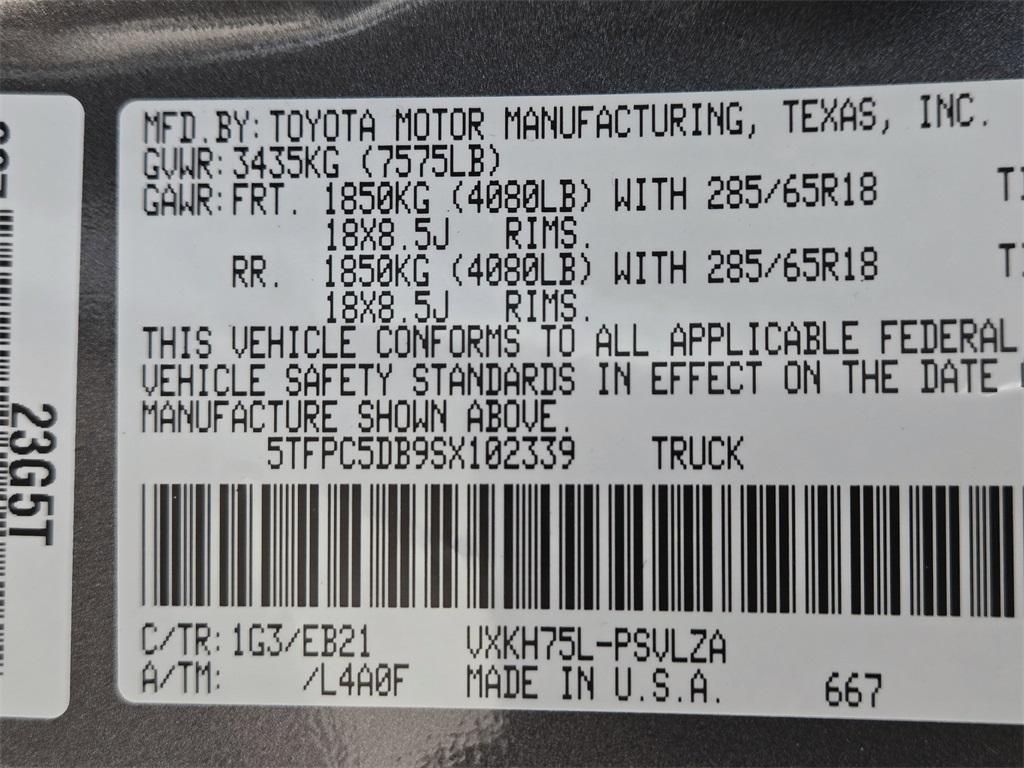 MFD.BY: TOYOTA MOTOR MANUFACTURING, TEXAS, INC.
GVWR: 3435KG (7575LB)
GAWR: FRT. 1850KG (4080LB) WITH 285/65R18
18X8.5J RIMS.
RR. 1850KG (4080LB) WITH 285/65R18
18X8.5J RIMS.
THIS VEHICLE CONFORMS TO ALL APPLICABLE FEDERAL
VEHICLE SAFETY STANDARDS IN EFFECT ON THE DATE
MANUFACTURE SHOWN ABOVE.
5TFPC5DB9SX102339 TRUCK
C/TR: 1G3/EB21 VXKH75L-PSVLZA
A/TM: /L4A0F MADE IN U.S.A. 667
23G5T